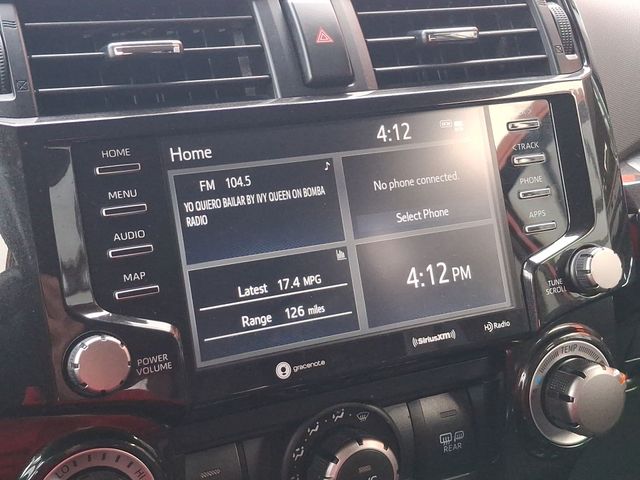 4:12
HOME
Home
FM 104.5
YO QUIERO BAILAR BY IVY QUEEN ON BOMBA
RADIO
No phone connected.
Select Phone
MENU
AUDIO
MAP
TRACK
PHONE
APPS
Latest 17.4 MPG
Range 126 miles
4:12 PM
TUNE
SCROLL
POWER
VOLUME
gracenote
SiriusXM
HD Radio
TEMP
LO
REAR